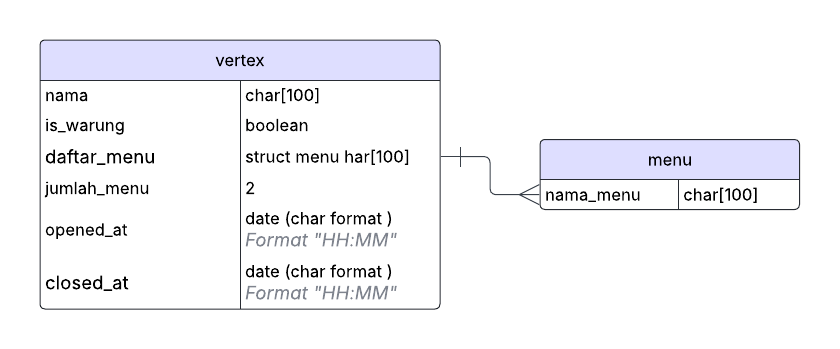 vertex
nama char[100]
is_warung boolean
daftar_menu struct menu har[100]
jumlah_menu 2
opened_at date (char format )
Format "HH:MM"
closed_at date (char format )
Format "HH:MM"
menu
nama_menu char[100]